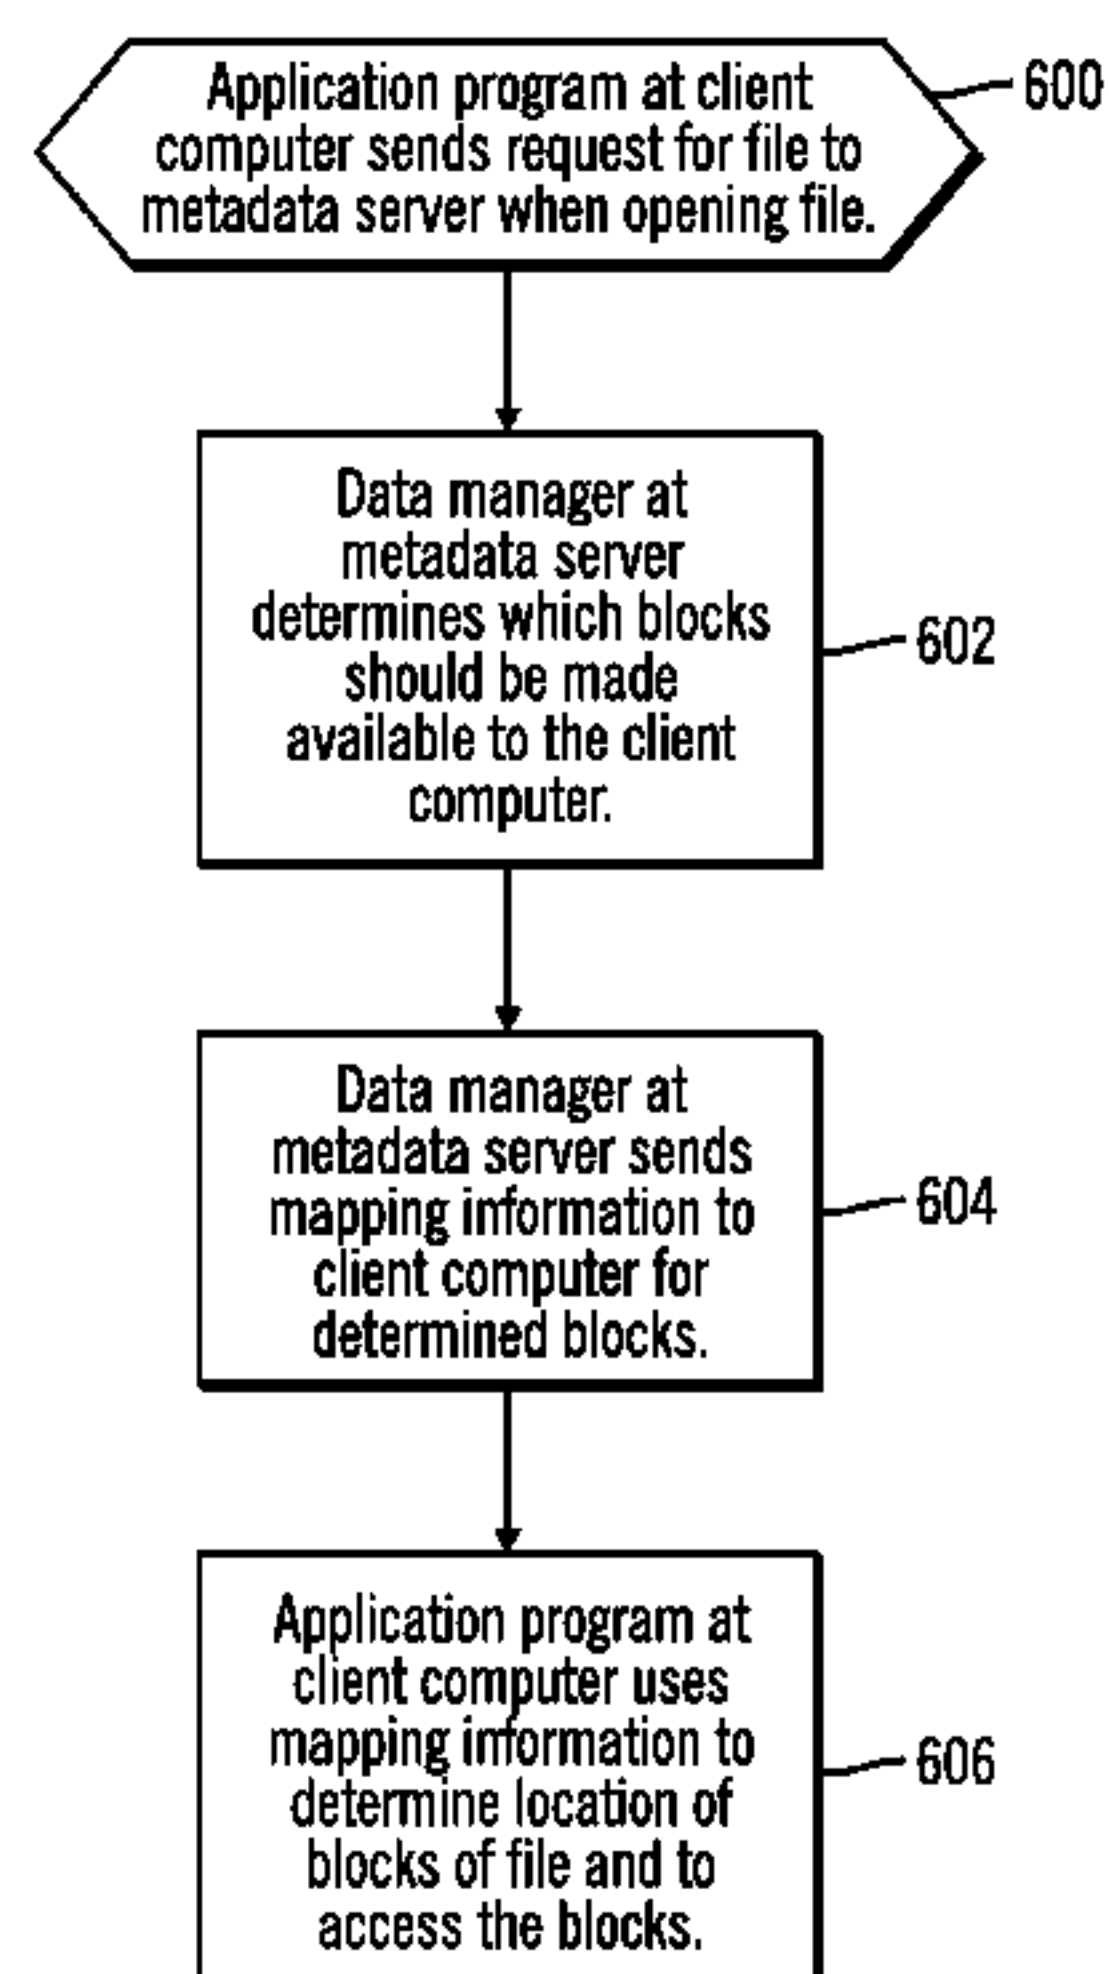 Application program at client
computer sends request for file to
metadata server when opening file.
600
Data manager at
metadata server
determines which blocks
should be made
available to the client
computer.
602
Data manager at
metadata server sends
mapping information to
client computer for
determined blocks.
604
Application program at
client computer uses
mapping information to
determine location of
blocks of file and to
access the blocks.
606